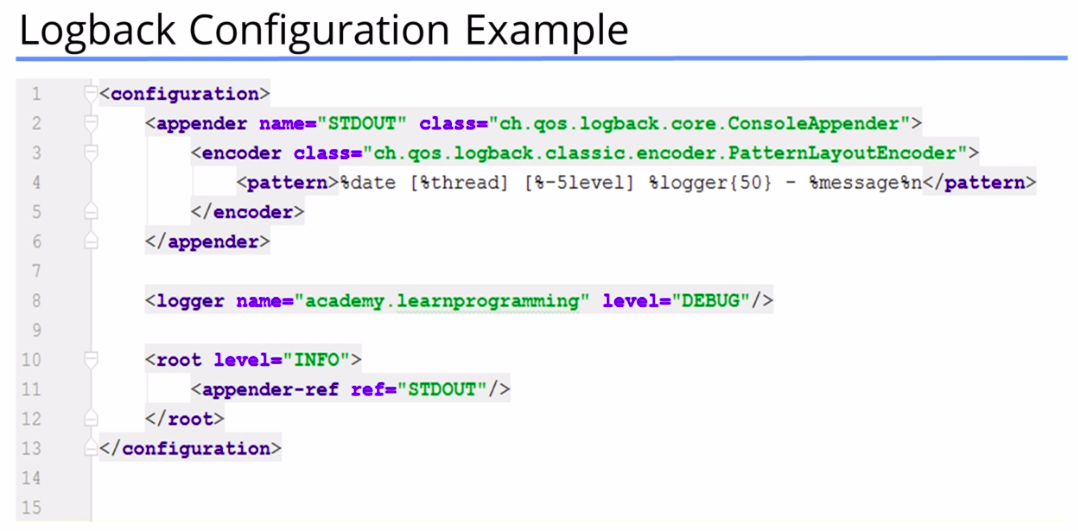 Logback Configuration Example
1 <configuration>
2 <appender name="STDOUT" class="ch.qos.logback.core.ConsoleAppender">
3 <encoder class="ch.qos.logback.classic.encoder.PatternLayoutEncoder">
4 <pattern>%date [%thread] [%-5level] %logger{50} - %message%n</pattern>
5 </encoder>
6 </appender>
7
8 <logger name="academy.learnprogramming" level="DEBUG"/>
9
10 <root level="INFO">
11 <appender-ref ref="STDOUT"/>
12 </root>
13 </configuration>
14
15